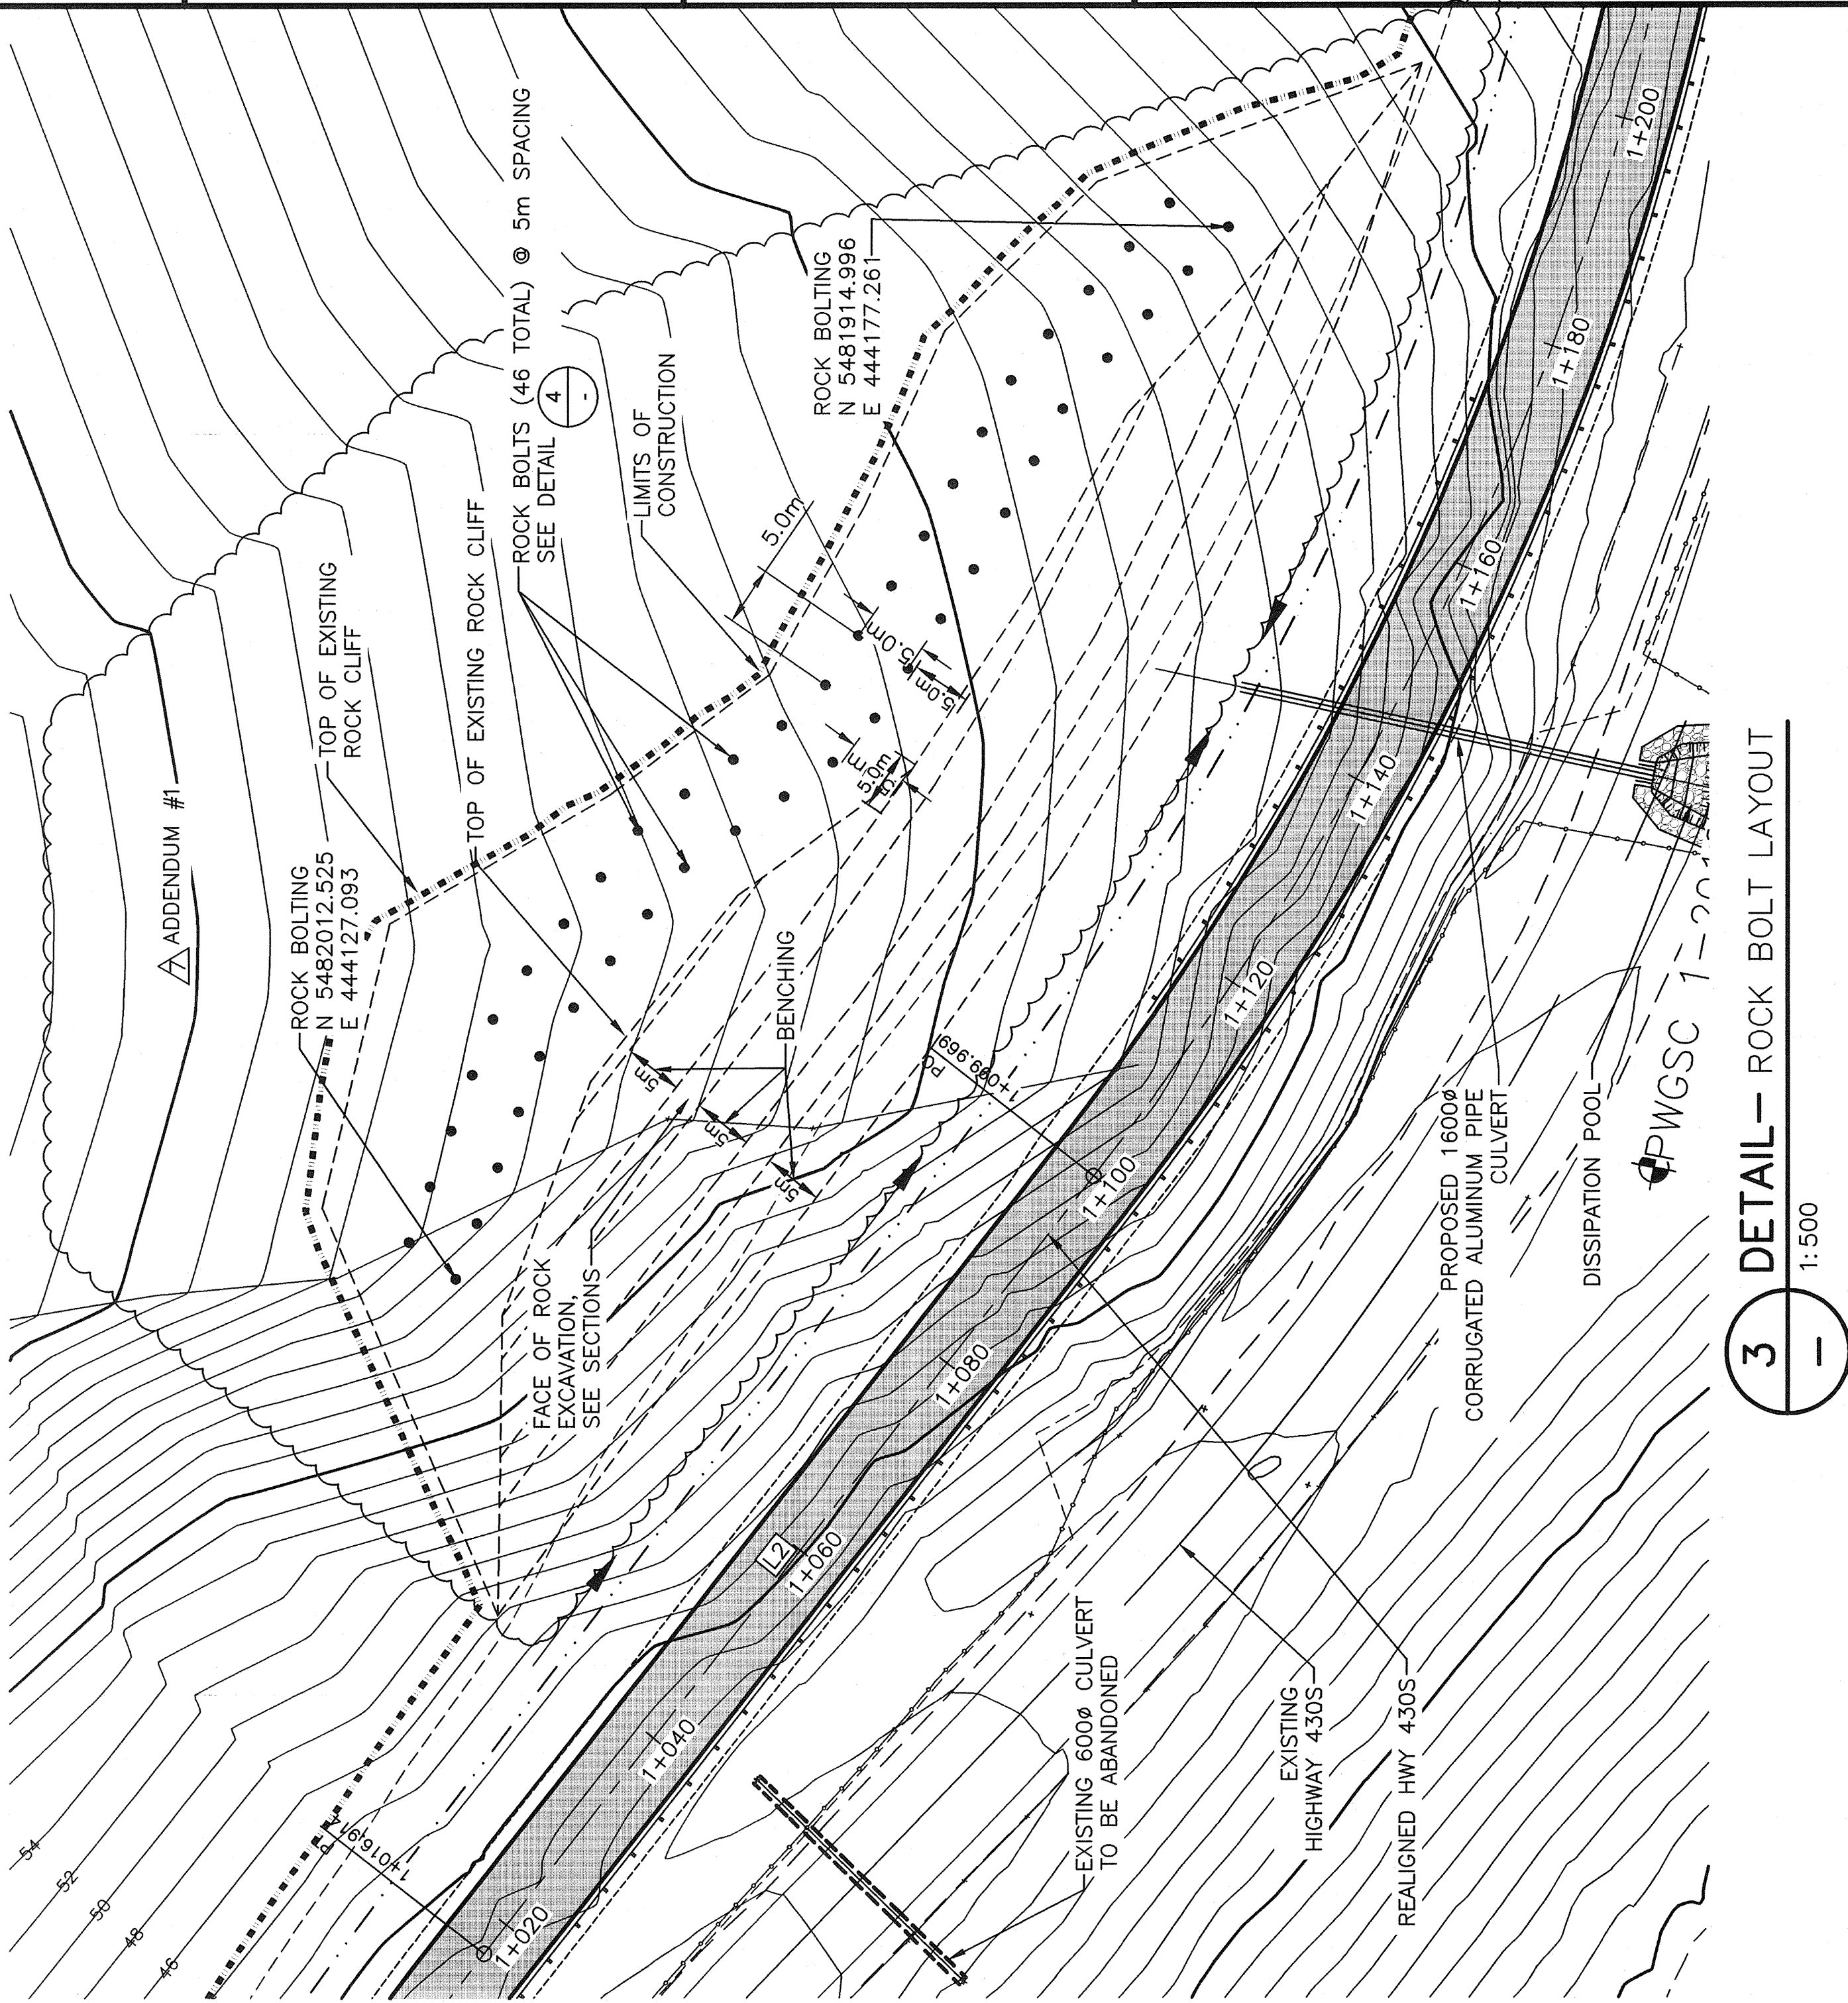 ADDENDUM #1
1
ROCK BOLTING
N 5482012.525
E 444127.093
TOP OF EXISTING
ROCK CLIFF
TOP OF EXISTING ROCK CLIFF
ROCK BOLTS (46 TOTAL) @ 5m SPACING
SEE DETAIL
4
-
LIMITS OF
CONSTRUCTION
ROCK BOLTING
N 5481914.996
E 444177.261
5.0m
5.0m
5.0m
5.0m
5.0m
BENCHING
5m
5m
5m
FACE OF ROCK
EXCAVATION,
SEE SECTIONS
54
52
50
48
46
1+016.914
PC
1+099.969
L2
1+020
1+040
1+060
1+080
1+100
1+120
1+140
1+160
1+180
1+200
EXISTING 600ø CULVERT
TO BE ABANDONED
EXISTING
HIGHWAY 430S
REALIGNED HWY 430S
PROPOSED 1600ø
CORRUGATED ALUMINUM PIPE
CULVERT
DISSIPATION POOL
PWGSC 1-
3
-
DETAIL - ROCK BOLT LAYOUT
1:500